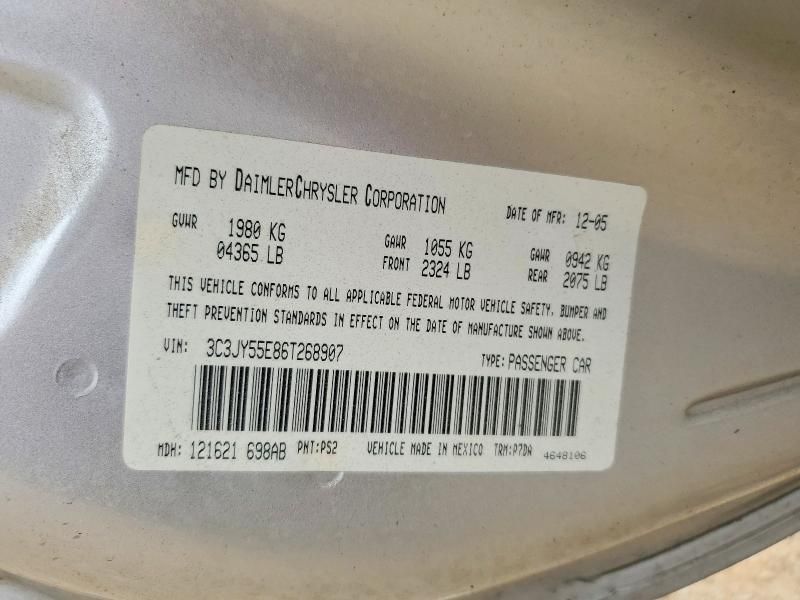 MFD BY DAIMLERCHRYSLER CORPORATION DATE OF MFR: 12-05
GVWR 1980 KG GAWR 1055 KG GAWR 0942 KG
04365 LB FRONT 2324 LB REAR 2075 LB
THIS VEHICLE CONFORMS TO ALL APPLICABLE FEDERAL MOTOR VEHICLE SAFETY, BUMPER AND
THEFT PREVENTION STANDARDS IN EFFECT ON THE DATE OF MANUFACTURE SHOWN ABOVE.
VIN: 3C3JY55E86T268907 TYPE: PASSENGER CAR
MDH: 121621 698AB PNT:PS2 VEHICLE MADE IN MEXICO TRM:P7DA 4648106